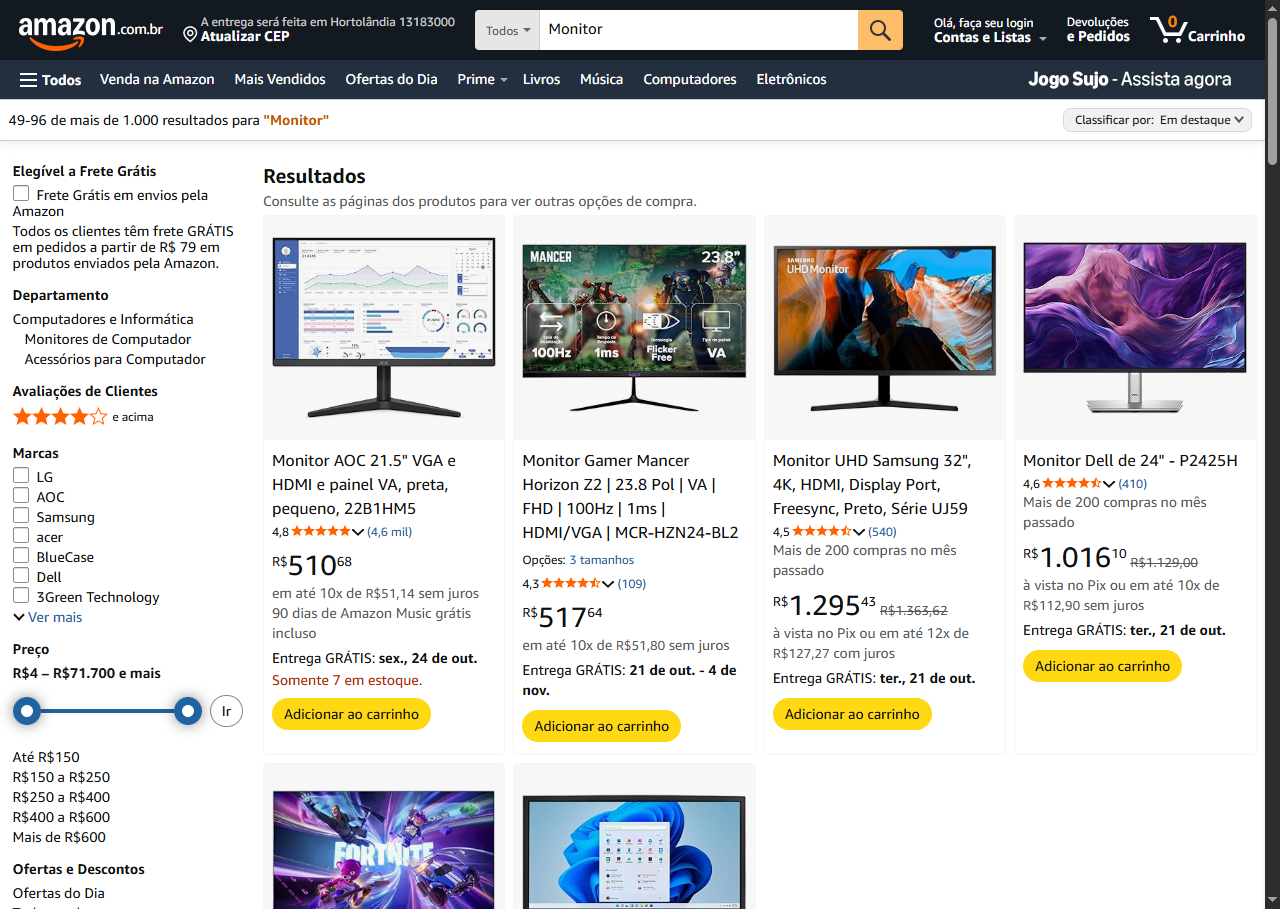 amazon.com.br
A entrega será feita em Hortolândia 13183000
Atualizar CEP
Todos
Monitor
Olá, faça seu login
Contas e Listas
Devoluções
e Pedidos
0
Carrinho
Todos
Venda na Amazon
Mais Vendidos
Ofertas do Dia
Prime
Livros
Música
Computadores
Eletrônicos
Jogo Sujo - Assista agora
49-96 de mais de 1.000 resultados para "Monitor"
Classificar por: Em destaque
Elegível a Frete Grátis
Frete Grátis em envios pela
Amazon
Todos os clientes têm frete GRÁTIS
em pedidos a partir de R$ 79 em
produtos enviados pela Amazon.
Departamento
Computadores e Informática
Monitores de Computador
Acessórios para Computador
Avaliações de Clientes
e acima
Marcas
LG
AOC
Samsung
acer
BlueCase
Dell
3Green Technology
Ver mais
Preço
R$4 – R$71.700 e mais
Ir
Até R$150
R$150 a R$250
R$250 a R$400
R$400 a R$600
Mais de R$600
Ofertas e Descontos
Ofertas do Dia
Resultados
Consulte as páginas dos produtos para ver outras opções de compra.
Monitor AOC 21.5" VGA e
HDMI e painel VA, preta,
pequeno, 22B1HM5
4,8
(4,6 mil)
R$51068
em até 10x de R$51,14 sem juros
90 dias de Amazon Music grátis
incluso
Entrega GRÁTIS: sex., 24 de out.
Somente 7 em estoque.
Adicionar ao carrinho
MANCER
23.8"
100Hz
Tempo de
Resposta
1ms
Tecnologia
Flicker
Free
Tipo de painel
VA
Monitor Gamer Mancer
Horizon Z2 | 23.8 Pol | VA |
FHD | 100Hz | 1ms |
HDMI/VGA | MCR-HZN24-BL2
Opções: 3 tamanhos
4,3
(109)
R$51764
em até 10x de R$51,80 sem juros
Entrega GRÁTIS: 21 de out. - 4 de
nov.
Adicionar ao carrinho
SAMSUNG
UHD Monitor
Monitor UHD Samsung 32",
4K, HDMI, Display Port,
Freesync, Preto, Série UJ59
4,5
(540)
Mais de 200 compras no mês
passado
R$1.29543 R$1.363,62
à vista no Pix ou em até 12x de
R$127,27 com juros
Entrega GRÁTIS: ter., 21 de out.
Adicionar ao carrinho
Monitor Dell de 24" - P2425H
4,6
(410)
Mais de 200 compras no mês
passado
R$1.01610 R$1.129,00
à vista no Pix ou em até 10x de
R$112,90 sem juros
Entrega GRÁTIS: ter., 21 de out.
Adicionar ao carrinho
FORTNITE